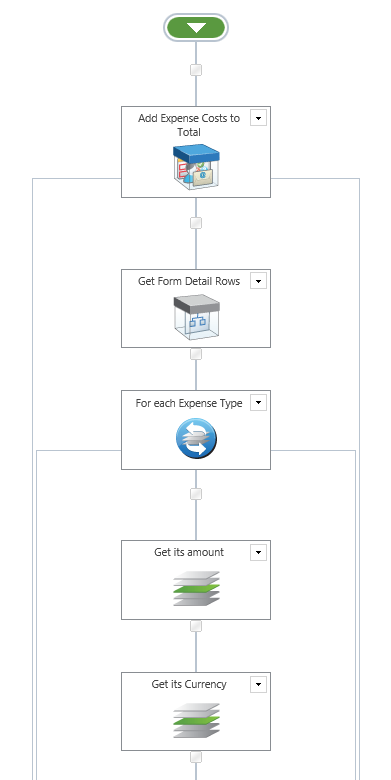 Add Expense Costs to
Total
Get Form Detail Rows
For each Expense Type
Get its amount
Get its Currency